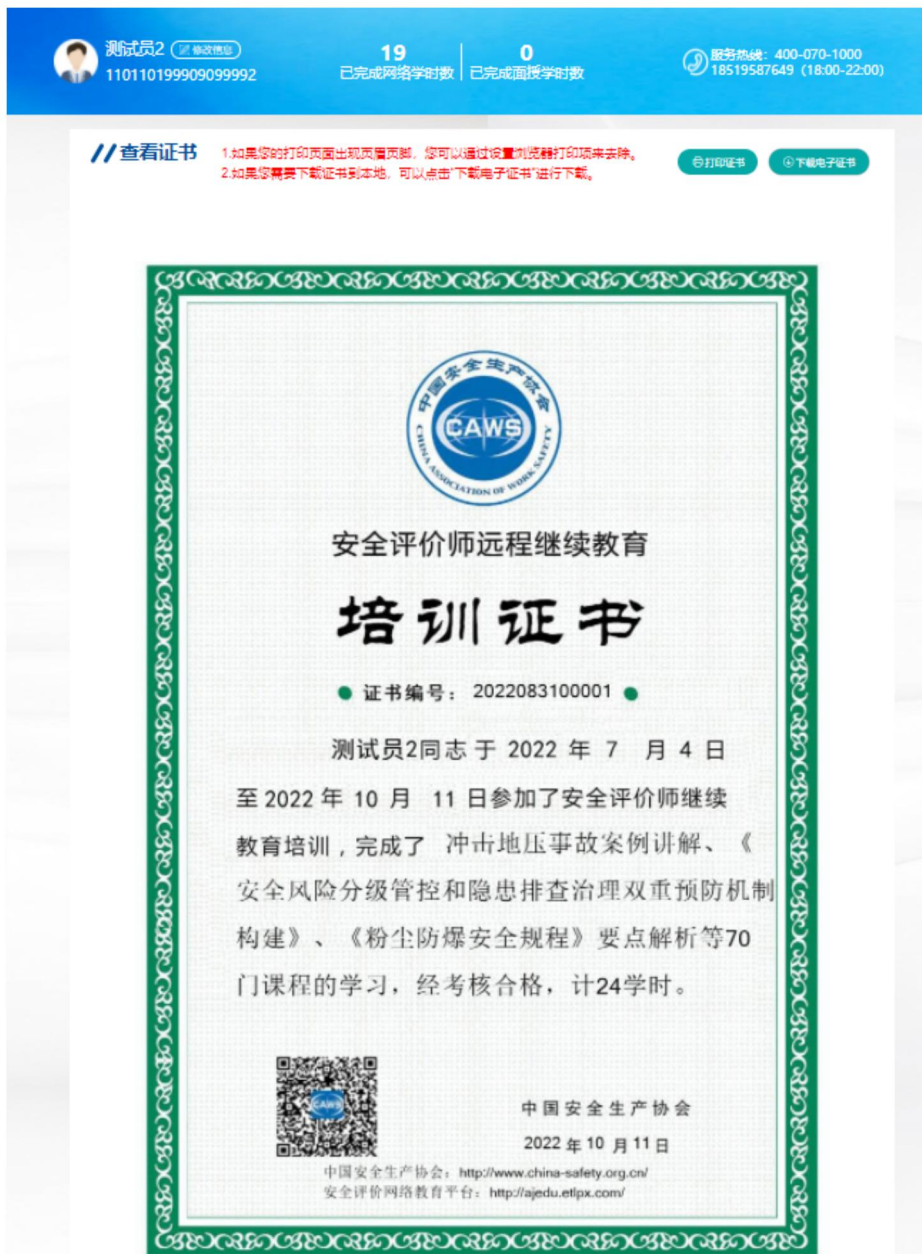 测试员2 修改信息
110110199909099992
19
已完成网络学时数
0
已完成面授学时数
服务热线：400-070-1000
18519587649（18:00-22:00）
查看证书
1.如果您的打印页面出现页眉页脚，您可以通过设置浏览器打印项来去除。
2.如果您需要下载证书到本地，可以点击“下载电子证书”进行下载。
打印证书
下载电子证书
中国安全生产协会
CAWS
CHINA ASSOCIATION OF WORK SAFETY
安全评价师远程继续教育
培训证书
证书编号： 2022083100001
测试员2同志于 2022 年 7 月 4 日
至 2022 年 10 月 11 日参加了安全评价师继续
教育培训，完成了 冲击地压事故案例讲解、《
安全风险分级管控和隐患排查治理双重预防机制
构建》、《粉尘防爆安全规程》要点解析等70
门课程的学习，经考核合格，计24学时。
CAWS
中国安全生产协会
2022 年 10 月 11 日
中国安全生产协会：http://www.china-safety.org.cn/
安全评价网络教育平台：http://ajedu.etlpx.com/